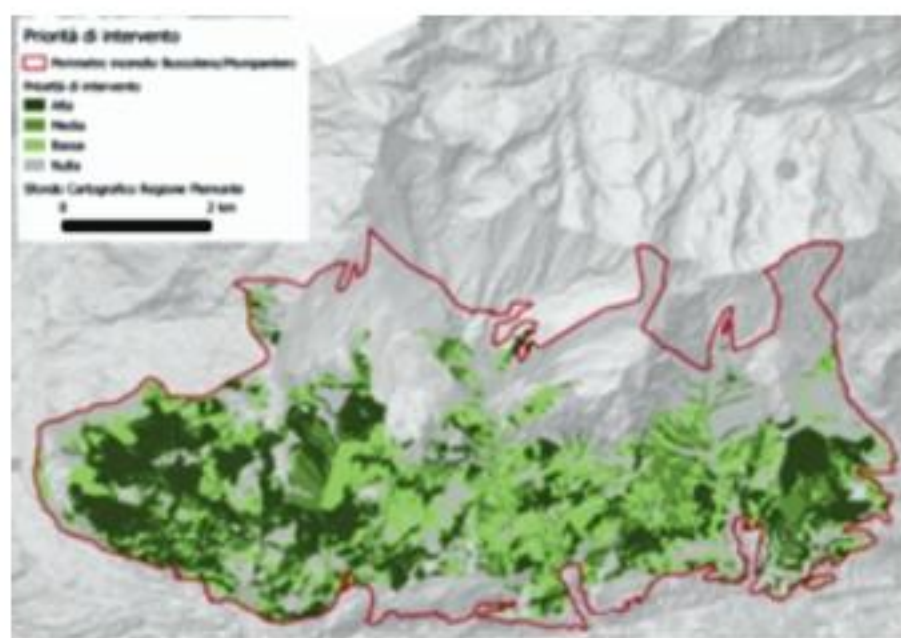 Priorità di intervento
Perimetro incendio Bussoleno/Mompantero
Priorità di intervento
Alta
Media
Bassa
Nulla
Sfondo Cartografico Regione Piemonte
0 2 km